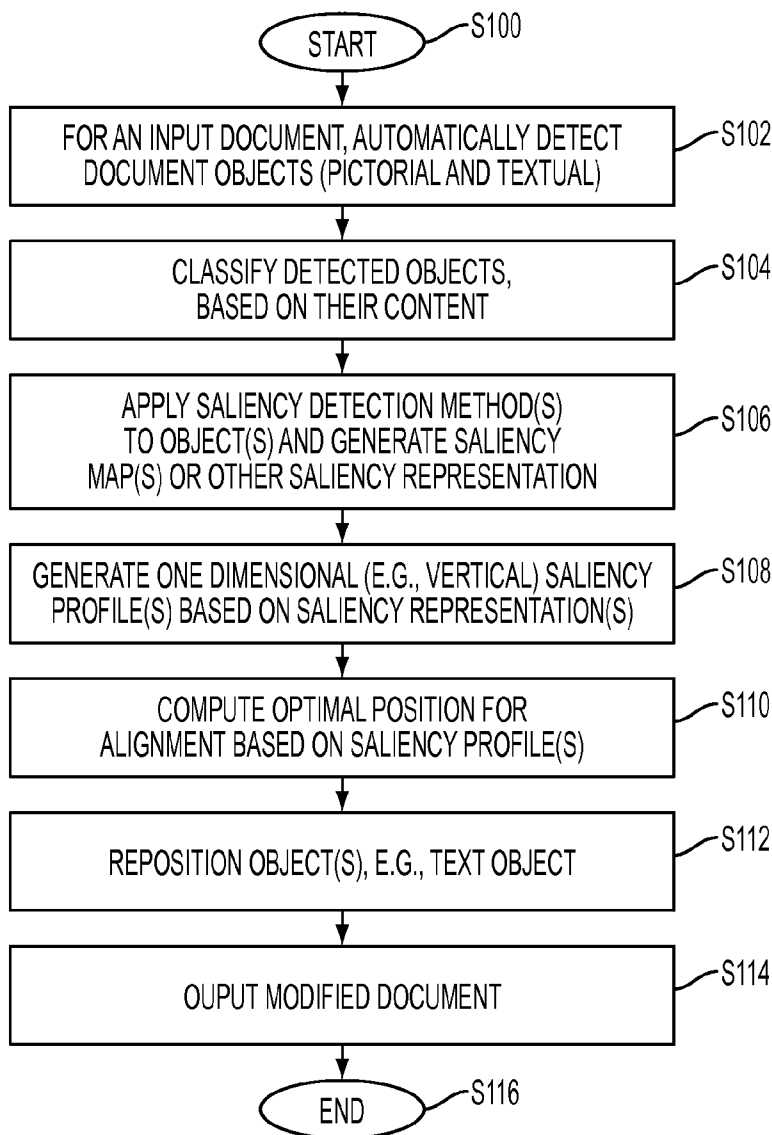 START
S100
FOR AN INPUT DOCUMENT, AUTOMATICALLY DETECT
DOCUMENT OBJECTS (PICTORIAL AND TEXTUAL)
S102
CLASSIFY DETECTED OBJECTS,
BASED ON THEIR CONTENT
S104
APPLY SALIENCY DETECTION METHOD(S)
TO OBJECT(S) AND GENERATE SALIENCY
MAP(S) OR OTHER SALIENCY REPRESENTATION
S106
GENERATE ONE DIMENSIONAL (E.G., VERTICAL) SALIENCY
PROFILE(S) BASED ON SALIENCY REPRESENTATION(S)
S108
COMPUTE OPTIMAL POSITION FOR
ALIGNMENT BASED ON SALIENCY PROFILE(S)
S110
REPOSITION OBJECT(S), E.G., TEXT OBJECT
S112
OUPUT MODIFIED DOCUMENT
S114
END
S116